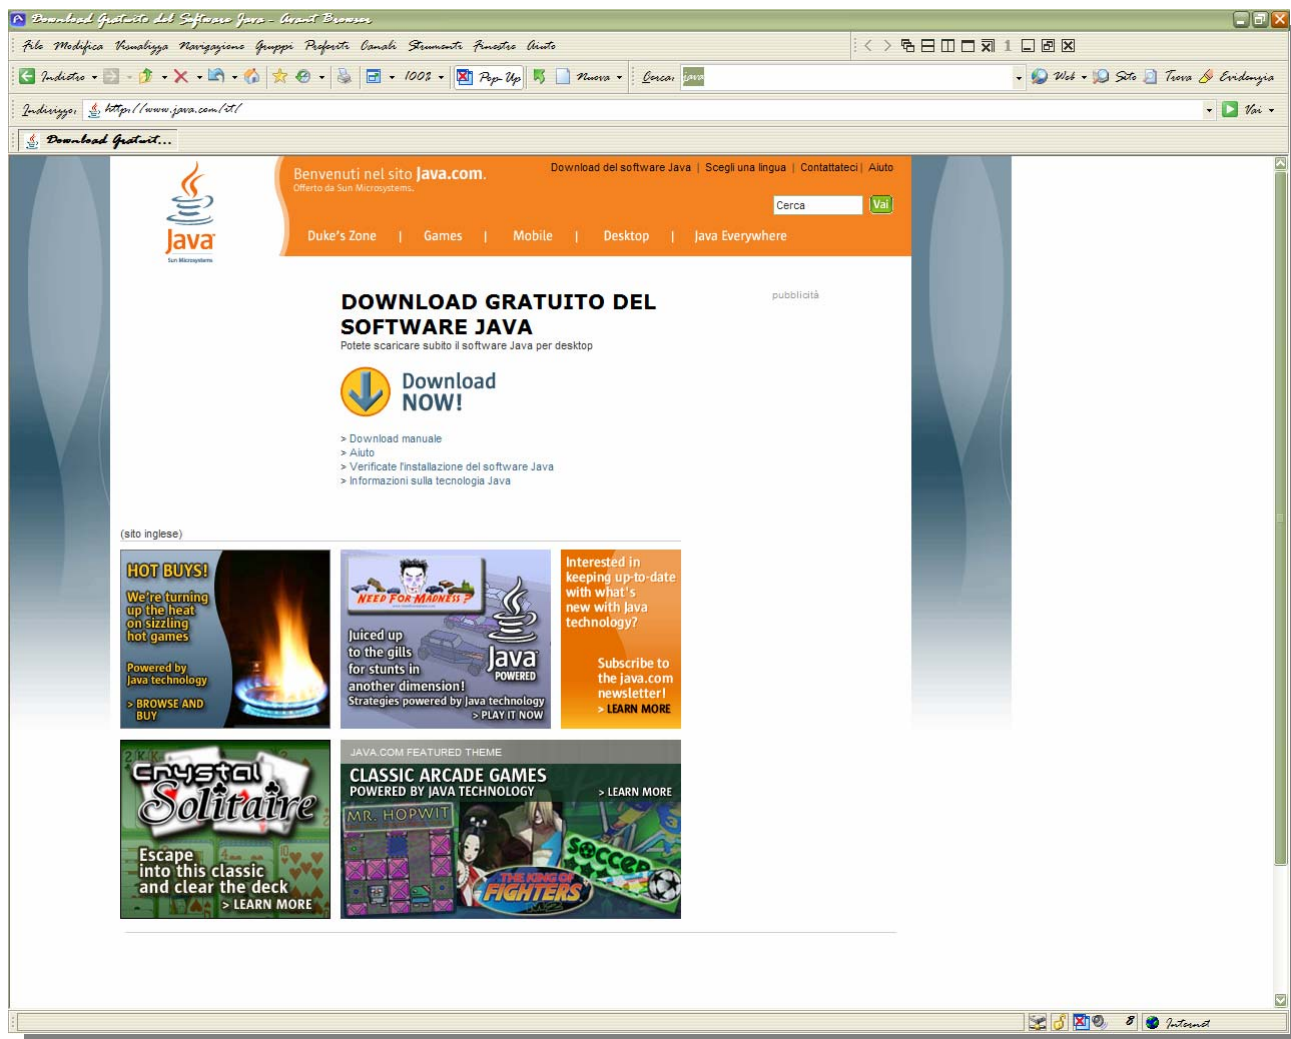 Download Gratuito del Software Java - Avant Browser
File Modifica Visualizza Navigazione Gruppi Preferiti Canali Strumenti Finestre Aiuto
1
Indietro 100% Pop-Up Nuova Cerca: java Web Sito Trova Evidenzia
Indirizzo: http://www.java.com/it/ Vai
Download Gratuit...
Java
Sun Microsystems
Benvenuti nel sito Java.com.
Offerto da Sun Microsystems.
Download del software Java | Scegli una lingua | Contattateci | Aiuto
Cerca Vai
Duke's Zone | Games | Mobile | Desktop | Java Everywhere
DOWNLOAD GRATUITO DEL
SOFTWARE JAVA
Potete scaricare subito il software Java per desktop
pubblicità
Download
NOW!
> Download manuale
> Aiuto
> Verificate l'installazione del software Java
> Informazioni sulla tecnologia Java
(sito inglese)
HOT BUYS!
We're turning
up the heat
on sizzling
hot games
Powered by
Java technology
> BROWSE AND
BUY
NEED FOR MADNESS?
Juiced up
to the gills
for stunts in
another dimension!
Java
POWERED
Strategies powered by Java technology
> PLAY IT NOW
Interested in
keeping up-to-date
with what's
new with Java
technology?
Subscribe to
the java.com
newsletter!
> LEARN MORE
Crystal
Solitaire
Escape
into this classic
and clear the deck
> LEARN MORE
JAVA.COM FEATURED THEME
CLASSIC ARCADE GAMES
POWERED BY JAVA TECHNOLOGY
> LEARN MORE
MR. HOPWIT
SOCCER
THE KING OF
FIGHTERS
8 Internet